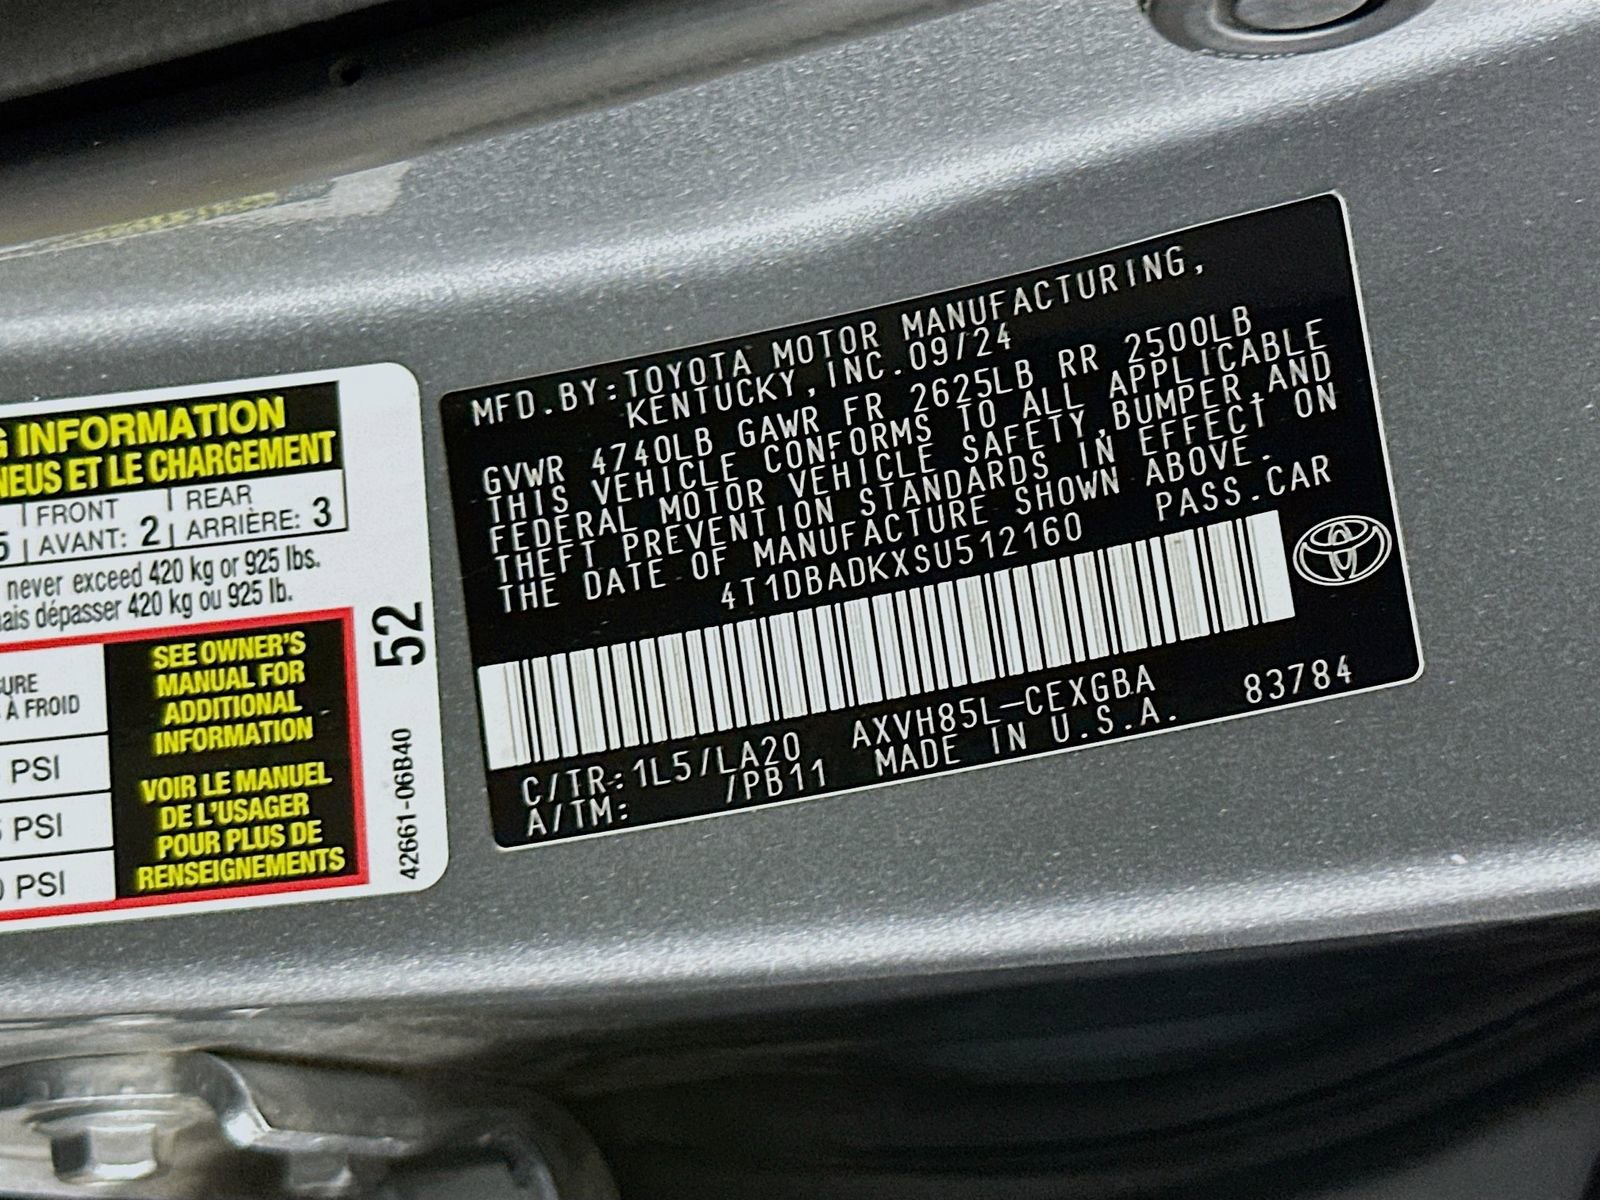 INFORMATION
NEUS ET LE CHARGEMENT
FRONT | REAR
AVANT: 2 | ARRIÈRE: 3
never exceed 420 kg or 925 lbs.
dépasser 420 kg ou 925 lb.
À FROID
PSI
PSI
PSI
SEE OWNER'S
MANUAL FOR
ADDITIONAL
INFORMATION
VOIR LE MANUEL
DE L'USAGER
POUR PLUS DE
RENSEIGNEMENTS
52
42661-06B40
MFD.BY:TOYOTA MOTOR MANUFACTURING,
KENTUCKY,INC.09/24
GVWR 4740LB GAWR FR 2625LB RR 2500LB
THIS VEHICLE CONFORMS TO ALL APPLICABLE
FEDERAL MOTOR VEHICLE SAFETY,BUMPER,AND
THEFT PREVENTION STANDARDS IN EFFECT ON
THE DATE OF MANUFACTURE SHOWN ABOVE.
4T1DBADKXSU512160 PASS.CAR
C/TR:1L5/LA20 AXVH85L-CEXGBA 83784
A/TM: /PB11 MADE IN U.S.A.